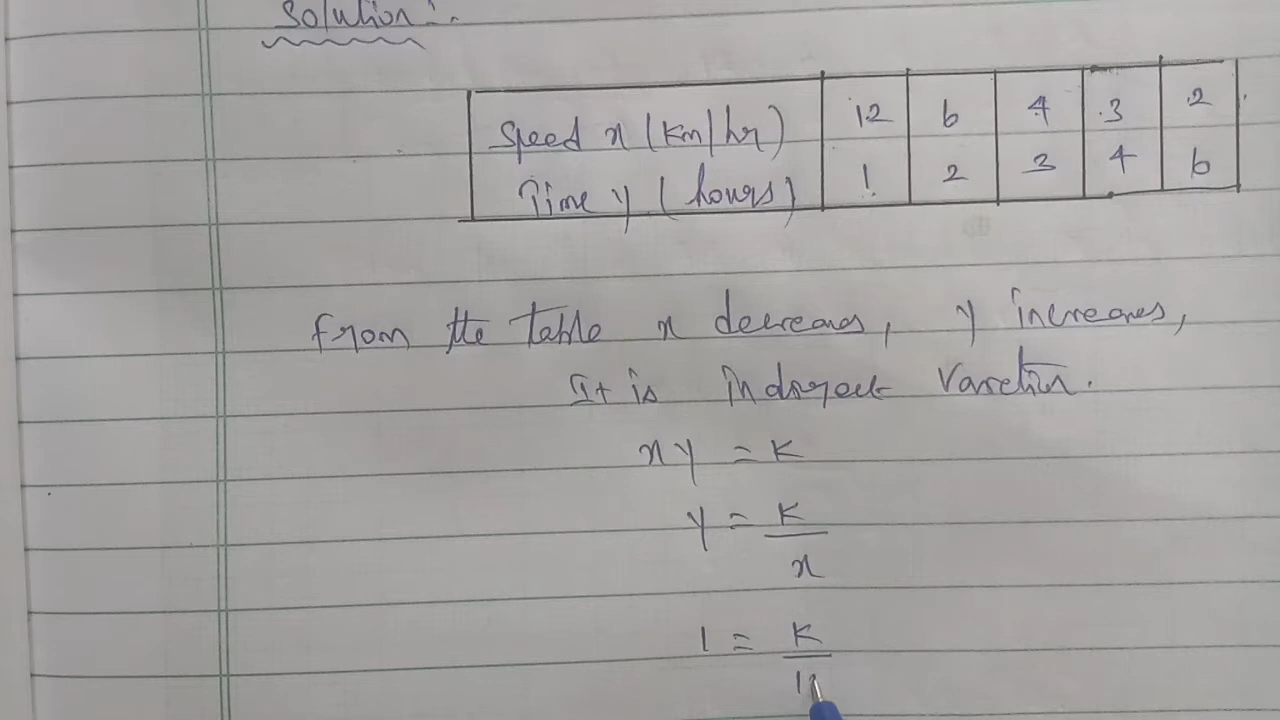 Solution:
Speed x (Km/hr) 12 6 4 3 2
Time y (hours) 1 2 3 4 6
from the table x decreases, y increases,
It is indirect variation.
xy = K
y = K/x
1 = K/1